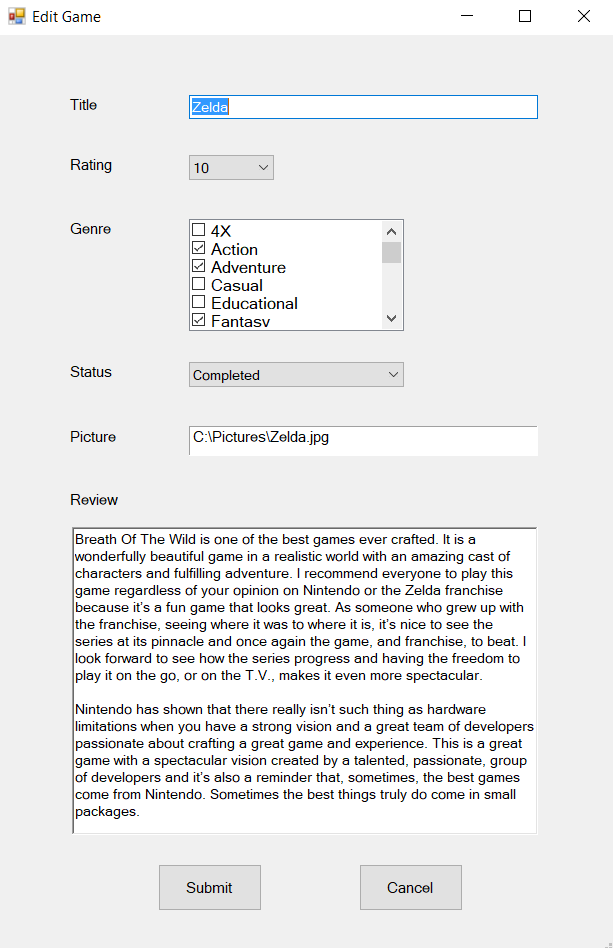 Edit Game
Title
Zelda
Rating
10
Genre
4X
Action
Adventure
Casual
Educational
Fantasy
Status
Completed
Picture
C:\Pictures\Zelda.jpg
Review
Breath Of The Wild is one of the best games ever crafted. It is a
wonderfully beautiful game in a realistic world with an amazing cast of
characters and fulfilling adventure. I recommend everyone to play this
game regardless of your opinion on Nintendo or the Zelda franchise
because it’s a fun game that looks great. As someone who grew up with
the franchise, seeing where it was to where it is, it’s nice to see the
series at its pinnacle and once again the game, and franchise, to beat. I
look forward to see how the series progress and having the freedom to
play it on the go, or on the T.V., makes it even more spectacular.
Nintendo has shown that there really isn’t such thing as hardware
limitations when you have a strong vision and a great team of developers
passionate about crafting a great game and experience. This is a great
game with a spectacular vision created by a talented, passionate, group
of developers and it’s also a reminder that, sometimes, the best games
come from Nintendo. Sometimes the best things truly do come in small
packages.
Submit
Cancel